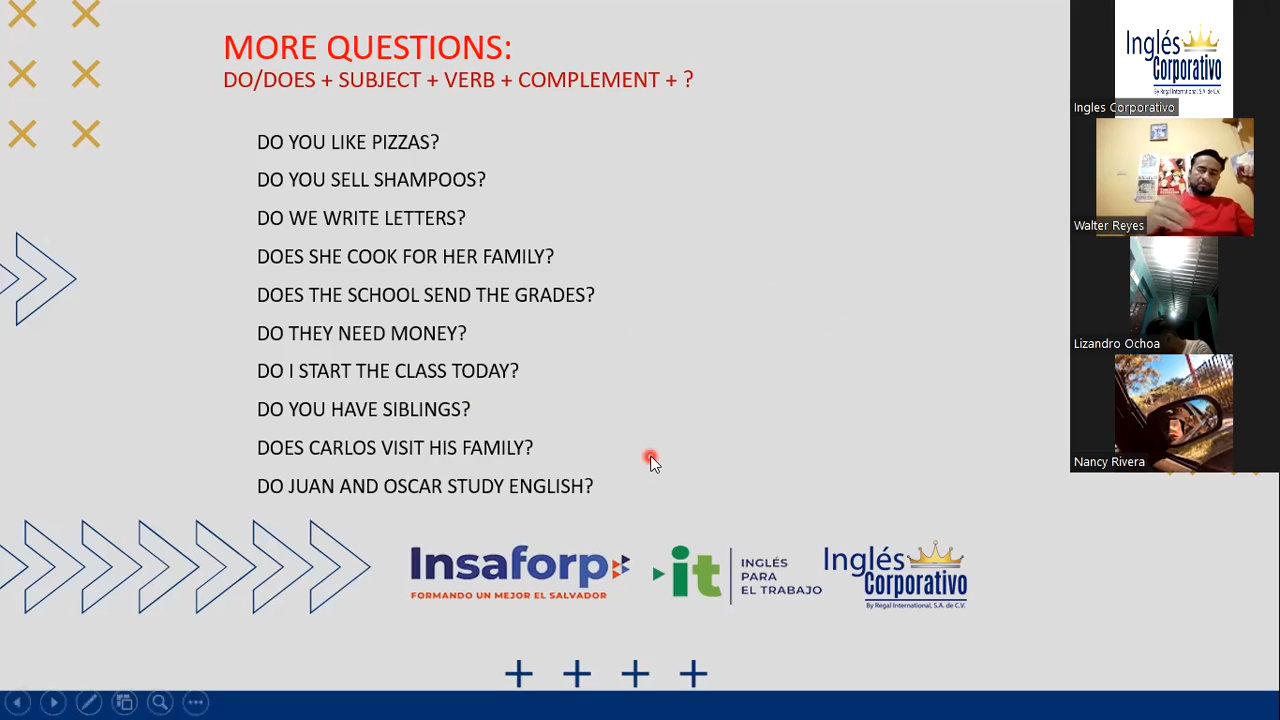 MORE QUESTIONS:
DO/DOES + SUBJECT + VERB + COMPLEMENT + ?
DO YOU LIKE PIZZAS?
DO YOU SELL SHAMPOOS?
DO WE WRITE LETTERS?
DOES SHE COOK FOR HER FAMILY?
DOES THE SCHOOL SEND THE GRADES?
DO THEY NEED MONEY?
DO I START THE CLASS TODAY?
DO YOU HAVE SIBLINGS?
DOES CARLOS VISIT HIS FAMILY?
DO JUAN AND OSCAR STUDY ENGLISH?
Insaforp
FORMANDO UN MEJOR EL SALVADOR
it
INGLÉS
PARA
EL TRABAJO
Inglés
Corporativo
By Regal International, S.A. de C.V.
Inglés
Corporativo
By Regal International, S.A. de C.V.
Ingles Corporativo
Walter Reyes
Lizandro Ochoa
Nancy Rivera